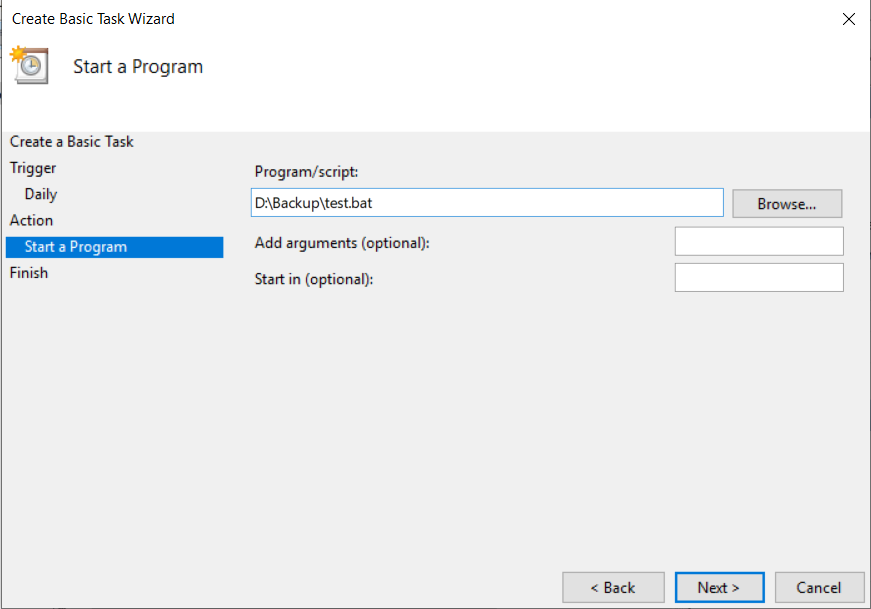 Create Basic Task Wizard
Start a Program
Create a Basic Task
Trigger
Daily
Action
Start a Program
Finish
Program/script:
D:\Backup\test.bat
Browse...
Add arguments (optional):
Start in (optional):
< Back
Next >
Cancel